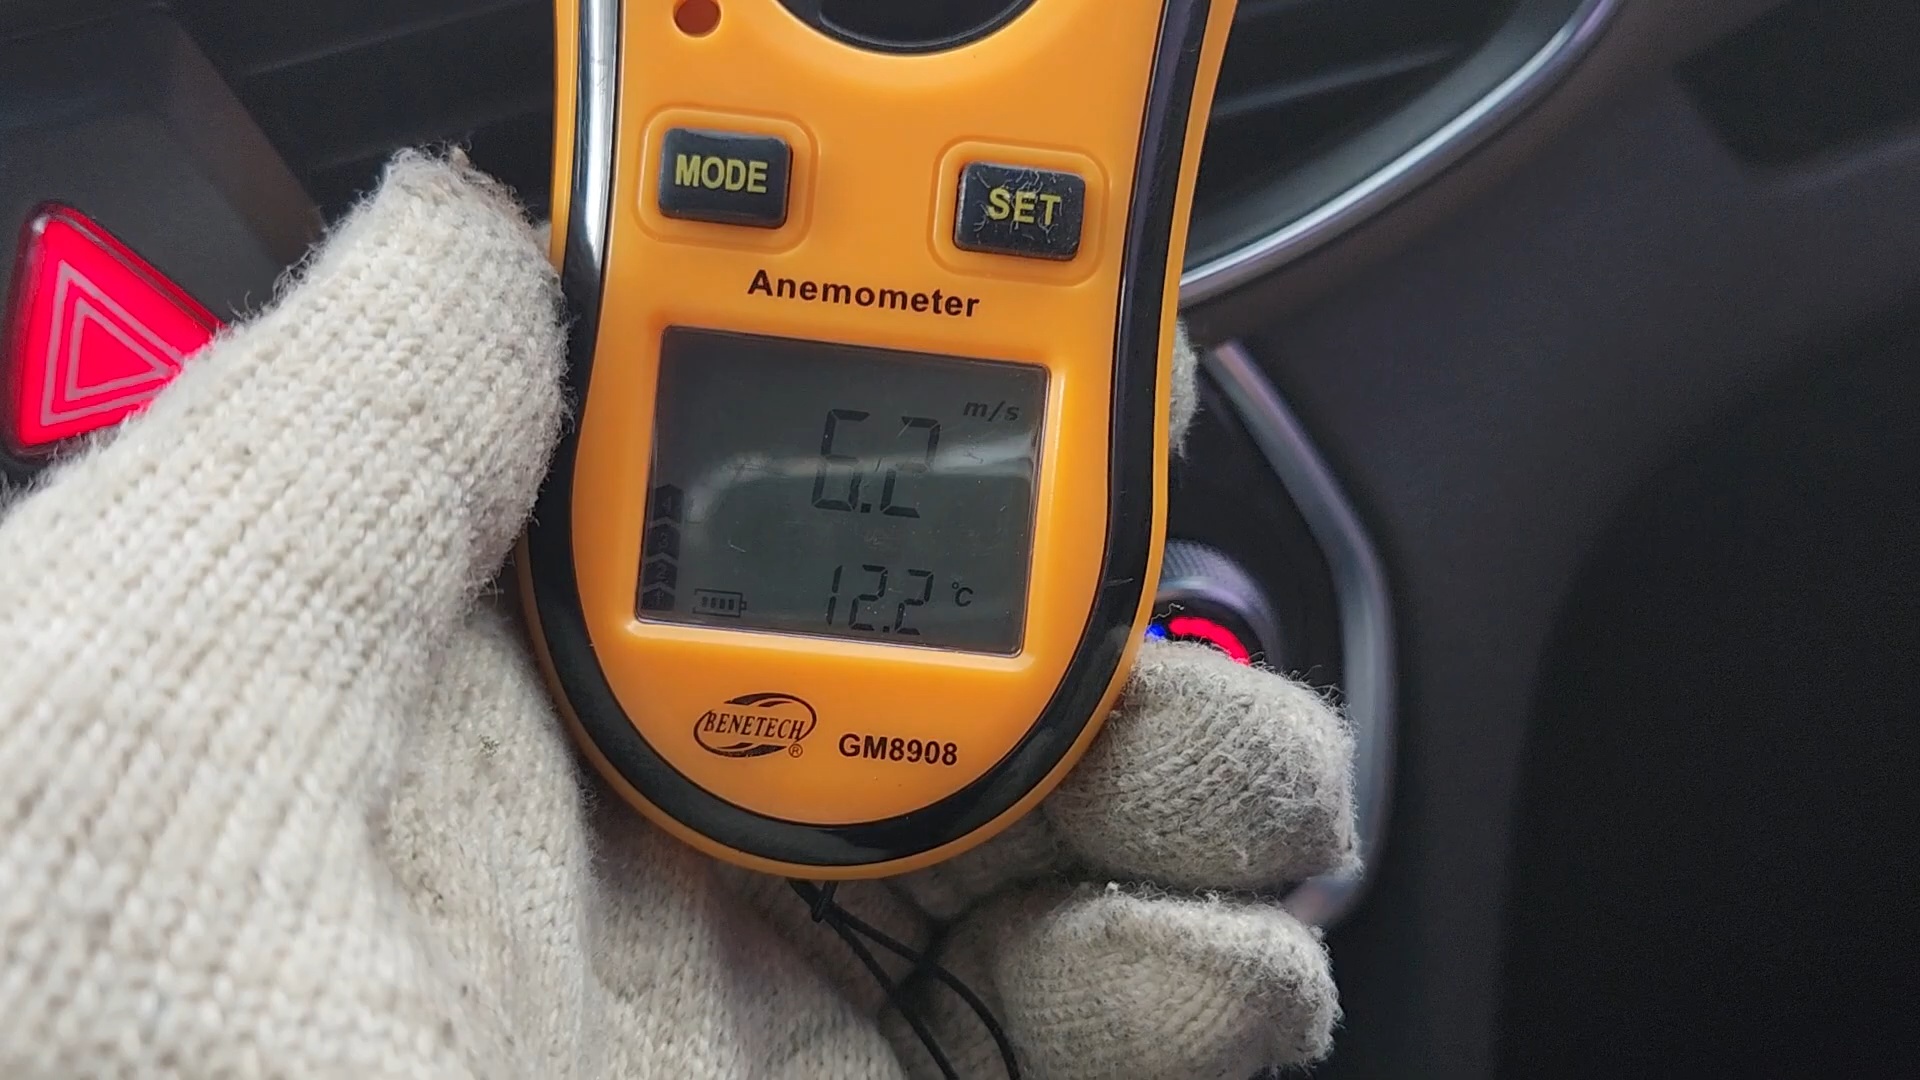 MODE
SET
Anemometer
m/s
6.2
12.2 °C
BENETECH®
GM8908